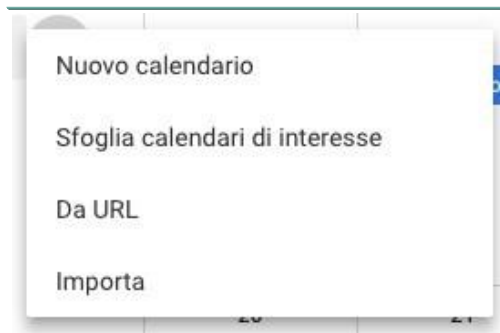 Nuovo calendario
Sfoglia calendari di interesse
Da URL
Importa